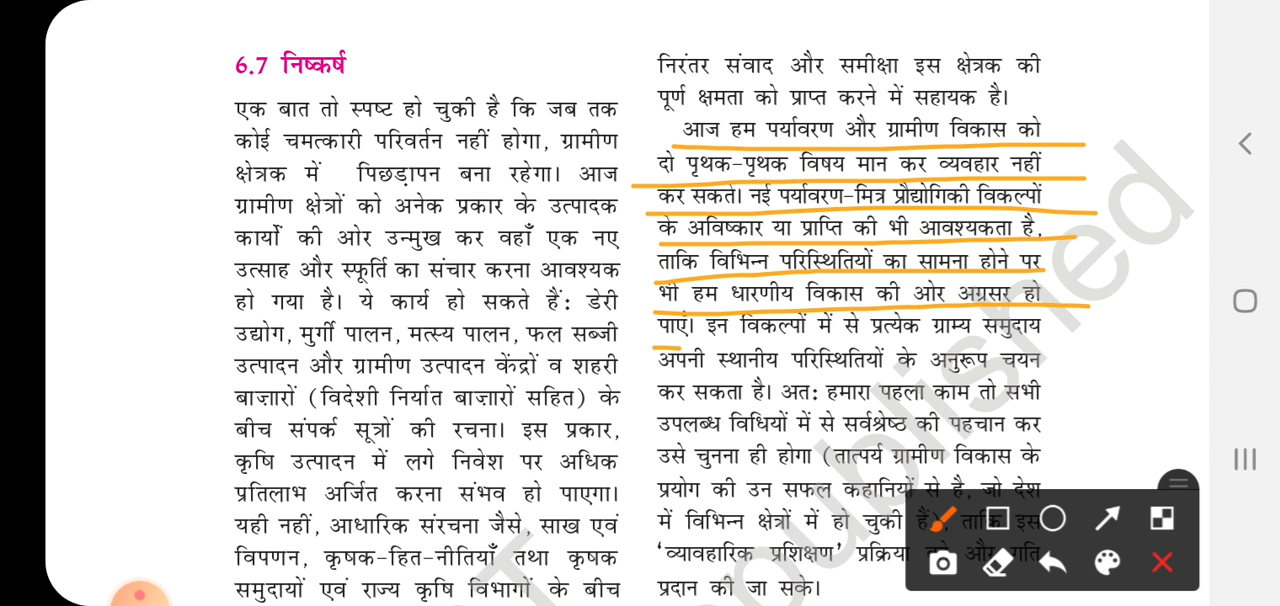 6.7 निष्कर्ष
एक बात तो स्पष्ट हो चुकी है कि जब तक
कोई चमत्कारी परिवर्तन नहीं होगा, ग्रामीण
क्षेत्रक में पिछड़ापन बना रहेगा। आज
ग्रामीण क्षेत्रों को अनेक प्रकार के उत्पादक
कार्यों की ओर उन्मुख कर वहाँ एक नए
उत्साह और स्फूर्ति का संचार करना आवश्यक
हो गया है। ये कार्य हो सकते हैं: डेरी
उद्योग, मुर्गी पालन, मत्स्य पालन, फल सब्जी
उत्पादन और ग्रामीण उत्पादन केंद्रों व शहरी
बाज़ारों (विदेशी निर्यात बाज़ारों सहित) के
बीच संपर्क सूत्रों की रचना। इस प्रकार,
कृषि उत्पादन में लगे निवेश पर अधिक
प्रतिलाभ अर्जित करना संभव हो पाएगा।
यही नहीं, आधारिक संरचना जैसे, साख एवं
विपणन, कृषक-हित-नीतियाँ तथा कृषक
समुदायों एवं राज्य कृषि विभागों के बीच
निरंतर संवाद और समीक्षा इस क्षेत्रक की
पूर्ण क्षमता को प्राप्त करने में सहायक है।
आज हम पर्यावरण और ग्रामीण विकास को
दो पृथक-पृथक विषय मान कर व्यवहार नहीं
कर सकते। नई पर्यावरण-मित्र प्रौद्योगिकी विकल्पों
के अविष्कार या प्राप्ति की भी आवश्यकता है,
ताकि विभिन्न परिस्थितियों का सामना होने पर
भी हम धारणीय विकास की ओर अग्रसर हो
पाएं। इन विकल्पों में से प्रत्येक ग्राम्य समुदाय
अपनी स्थानीय परिस्थितियों के अनुरूप चयन
कर सकता है। अत: हमारा पहला काम तो सभी
उपलब्ध विधियों में से सर्वश्रेष्ठ की पहचान कर
उसे चुनना ही होगा (तात्पर्य ग्रामीण विकास के
प्रयोग की उन सफल कहानियों से है, जो देश
में विभिन्न क्षेत्रों में हो चुकी हैं), ताकि इस
‘व्यावहारिक प्रशिक्षण’ प्रक्रिया को और गति
प्रदान की जा सके।
published